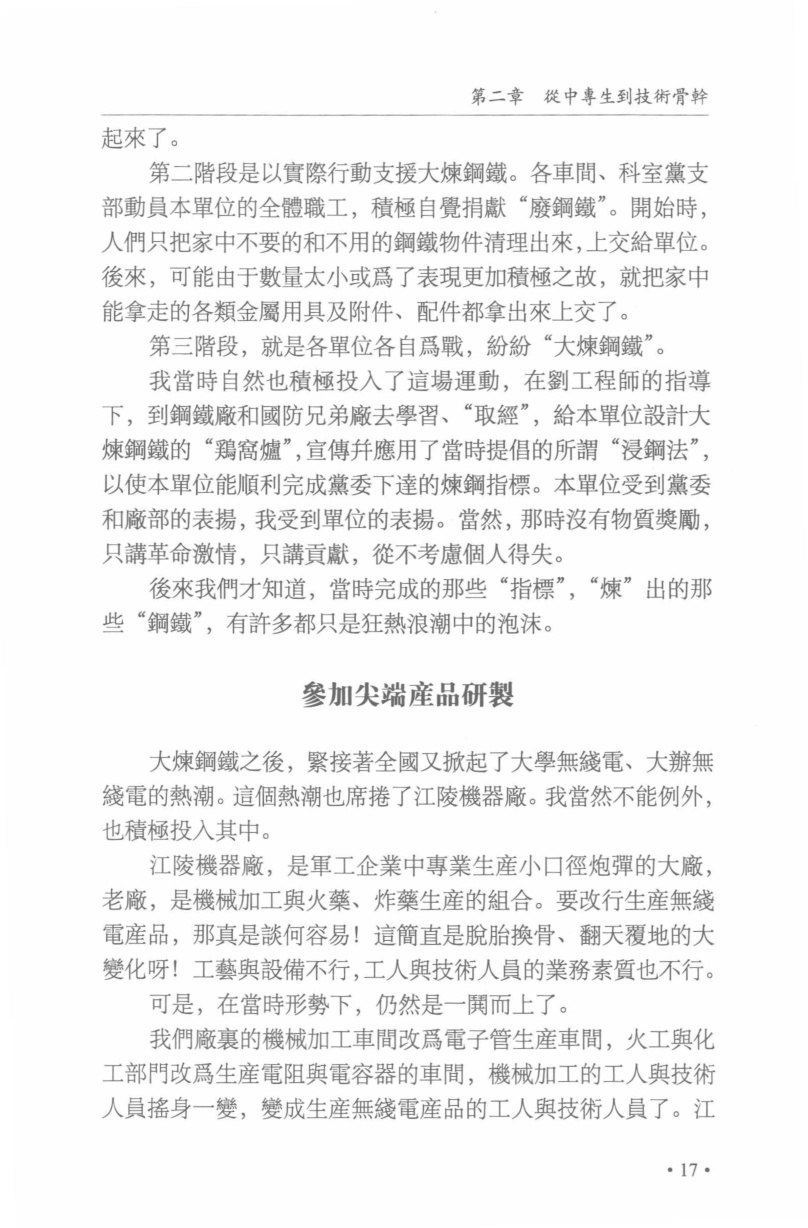 第二章　從中專生到技術骨幹
起來了。
第二階段是以實際行動支援大煉鋼鐵。各車間、科室黨支
部動員本單位的全體職工，積極自覺捐獻“廢鋼鐵”。開始時，
人們只把家中不要的和不用的鋼鐵物件清理出來，上交給單位。
後來，可能由于數量太小或爲了表現更加積極之故，就把家中
能拿走的各類金屬用具及附件、配件都拿出來上交了。
第三階段，就是各單位各自爲戰，紛紛“大煉鋼鐵”。
我當時自然也積極投入了這場運動，在劉工程師的指導
下，到鋼鐵廠和國防兄弟廠去學習、“取經”，給本單位設計大
煉鋼鐵的“鶏窩爐”，宣傳幷應用了當時提倡的所謂“浸鋼法”，
以使本單位能順利完成黨委下達的煉鋼指標。本單位受到黨委
和廠部的表揚，我受到單位的表揚。當然，那時沒有物質獎勵，
只講革命激情，只講貢獻，從不考慮個人得失。
後來我們才知道，當時完成的那些“指標”，“煉”出的那
些“鋼鐵”，有許多都只是狂熱浪潮中的泡沫。
參加尖端産品研製
大煉鋼鐵之後，緊接著全國又掀起了大學無綫電、大辦無
綫電的熱潮。這個熱潮也席捲了江陵機器廠。我當然不能例外，
也積極投入其中。
江陵機器廠，是軍工企業中專業生産小口徑炮彈的大廠，
老廠，是機械加工與火藥、炸藥生産的組合。要改行生産無綫
電産品，那真是談何容易！這簡直是脫胎換骨、翻天覆地的大
變化呀！工藝與設備不行，工人與技術人員的業務素質也不行。
可是，在當時形勢下，仍然是一鬨而上了。
我們廠裏的機械加工車間改爲電子管生産車間，火工與化
工部門改爲生産電阻與電容器的車間，機械加工的工人與技術
人員搖身一變，變成生産無綫電産品的工人與技術人員了。江
•17•